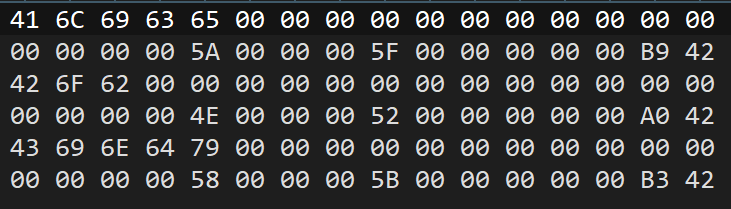 41 6C 69 63 65 00 00 00 00 00 00 00 00 00 00 00
00 00 00 00 5A 00 00 00 5F 00 00 00 00 00 B9 42
42 6F 62 00 00 00 00 00 00 00 00 00 00 00 00 00
00 00 00 00 4E 00 00 00 52 00 00 00 00 00 A0 42
43 69 6E 64 79 00 00 00 00 00 00 00 00 00 00 00
00 00 00 00 58 00 00 00 5B 00 00 00 00 00 B3 42